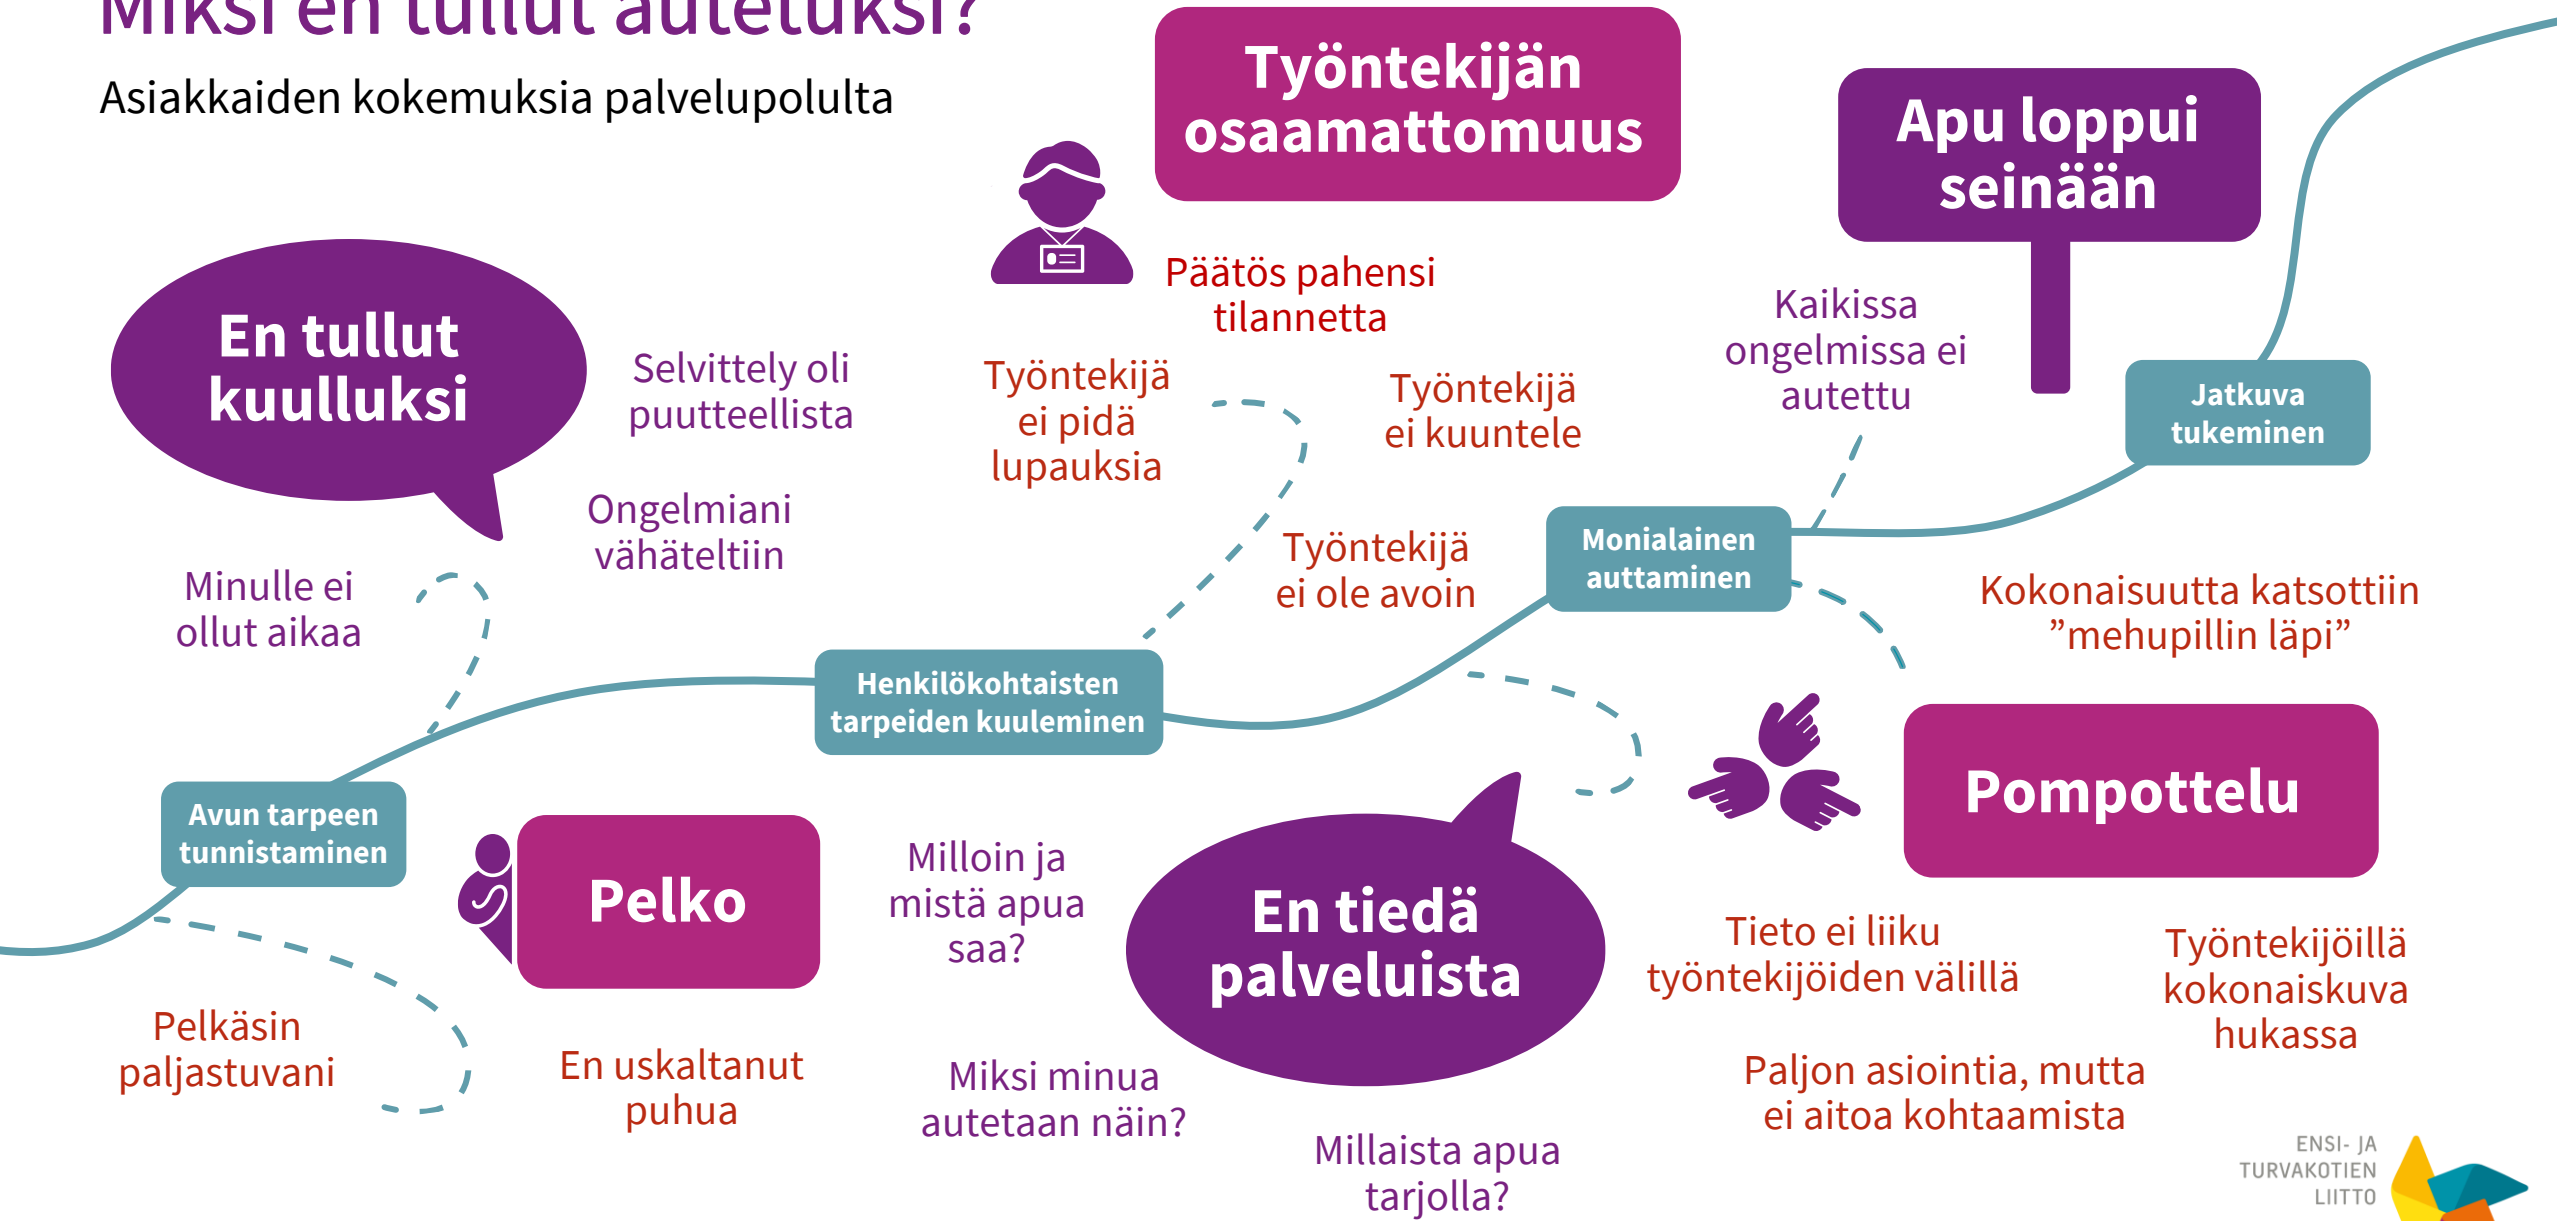 Miksi en tullut autetuksi?
Asiakkaiden kokemuksia palvelupolulta
Työntekijän
osaamattomuus
Apu loppui
seinään
En tullut
kuulluksi
Selvittely oli
puutteellista
Ongelmiani
vähäteltiin
Minulle ei
ollut aikaa
Päätös pahensi
tilannetta
Työntekijä
ei pidä
lupauksia
Työntekijä
ei kuuntele
Työntekijä
ei ole avoin
Kaikissa
ongelmissa ei
autettu
Jatkuva
tukeminen
Monialainen
auttaminen
Kokonaisuutta katsottiin
”mehupillin läpi”
Henkilökohtaisten
tarpeiden kuuleminen
Avun tarpeen
tunnistaminen
Pelko
Pelkäsin
paljastuvani
En uskaltanut
puhua
Milloin ja
mistä apua
saa?
En tiedä
palveluista
Miksi minua
autetaan näin?
Millaista apua
tarjolla?
Pompottelu
Tieto ei liiku
työntekijöiden välillä
Työntekijöillä
kokonaiskuva
hukassa
Paljon asiointia, mutta
ei aitoa kohtaamista
ENSI- JA
TURVAKOTIEN
LIITTO